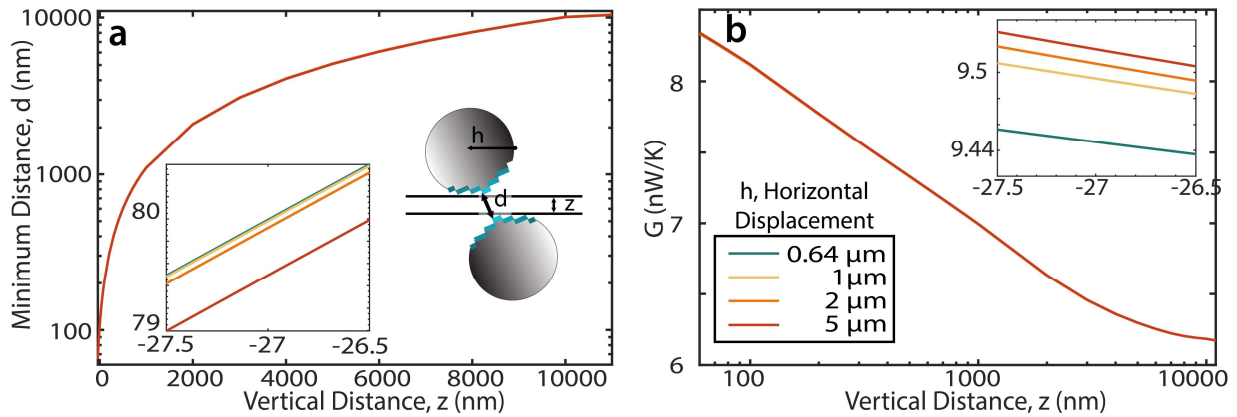 a
10000
1000
100
Minimum Distance, d (nm)
0
2000
4000
6000
8000
10000
Vertical Distance, z (nm)
80
79
-27.5
-27
-26.5
h
d
z
b
8
7
6
G (nW/K)
100
1000
10000
Vertical Distance, z (nm)
9.5
9.44
-27.5
-27
-26.5
h, Horizontal
Displacement
0.64 μm
1μm
2 μm
5 μm